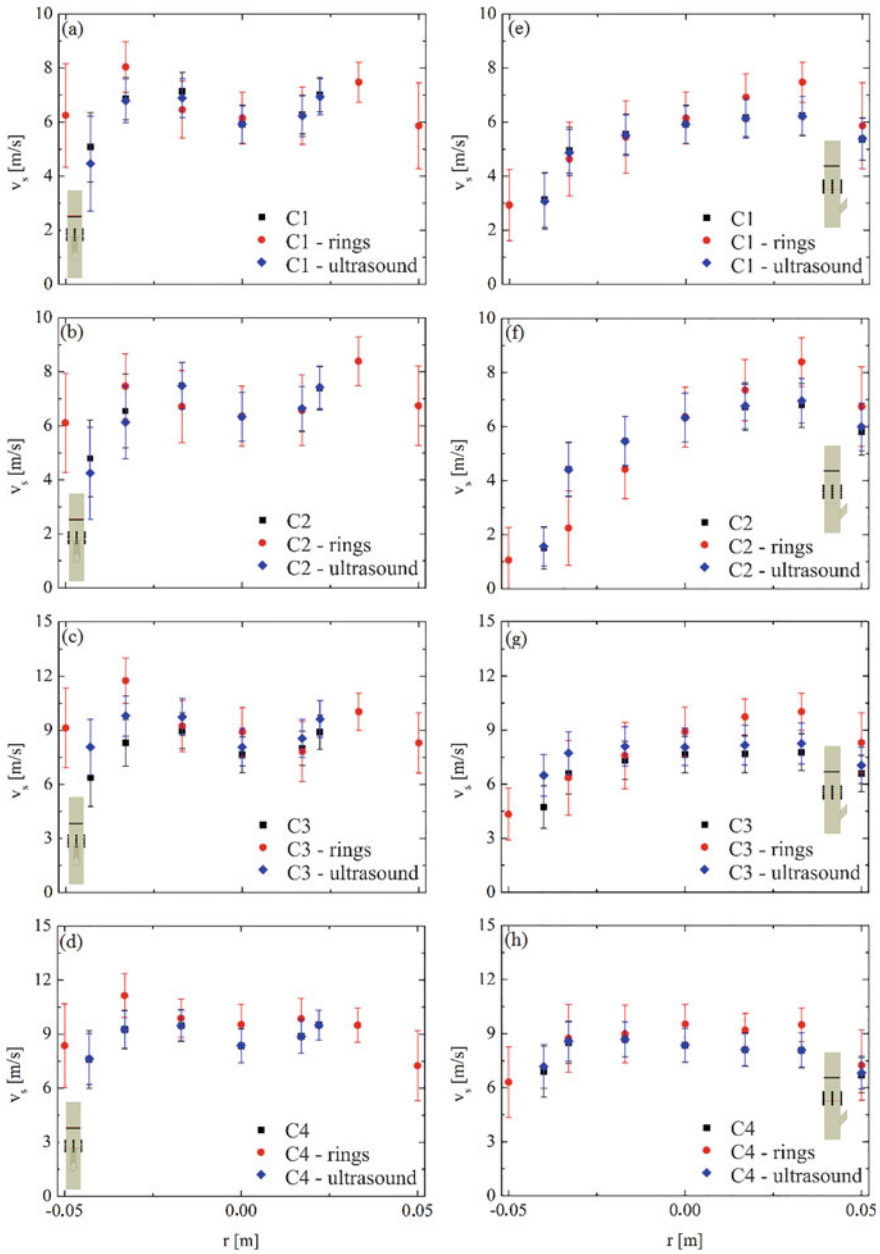 (a)
10
8
6
4
2
0
v_s [m/s]
C1
C1 - rings
C1 - ultrasound
(e)
10
8
6
4
2
0
v_s [m/s]
C1
C1 - rings
C1 - ultrasound
(b)
10
8
6
4
2
0
v_s [m/s]
C2
C2 - rings
C2 - ultrasound
(f)
10
8
6
4
2
0
v_s [m/s]
C2
C2 - rings
C2 - ultrasound
(c)
15
12
9
6
3
0
v_s [m/s]
C3
C3 - rings
C3 - ultrasound
(g)
15
12
9
6
3
0
v_s [m/s]
C3
C3 - rings
C3 - ultrasound
(d)
15
12
9
6
3
0
v_s [m/s]
C4
C4 - rings
C4 - ultrasound
-0.05 0.00 0.05
r [m]
(h)
15
12
9
6
3
0
v_s [m/s]
C4
C4 - rings
C4 - ultrasound
-0.05 0.00 0.05
r [m]